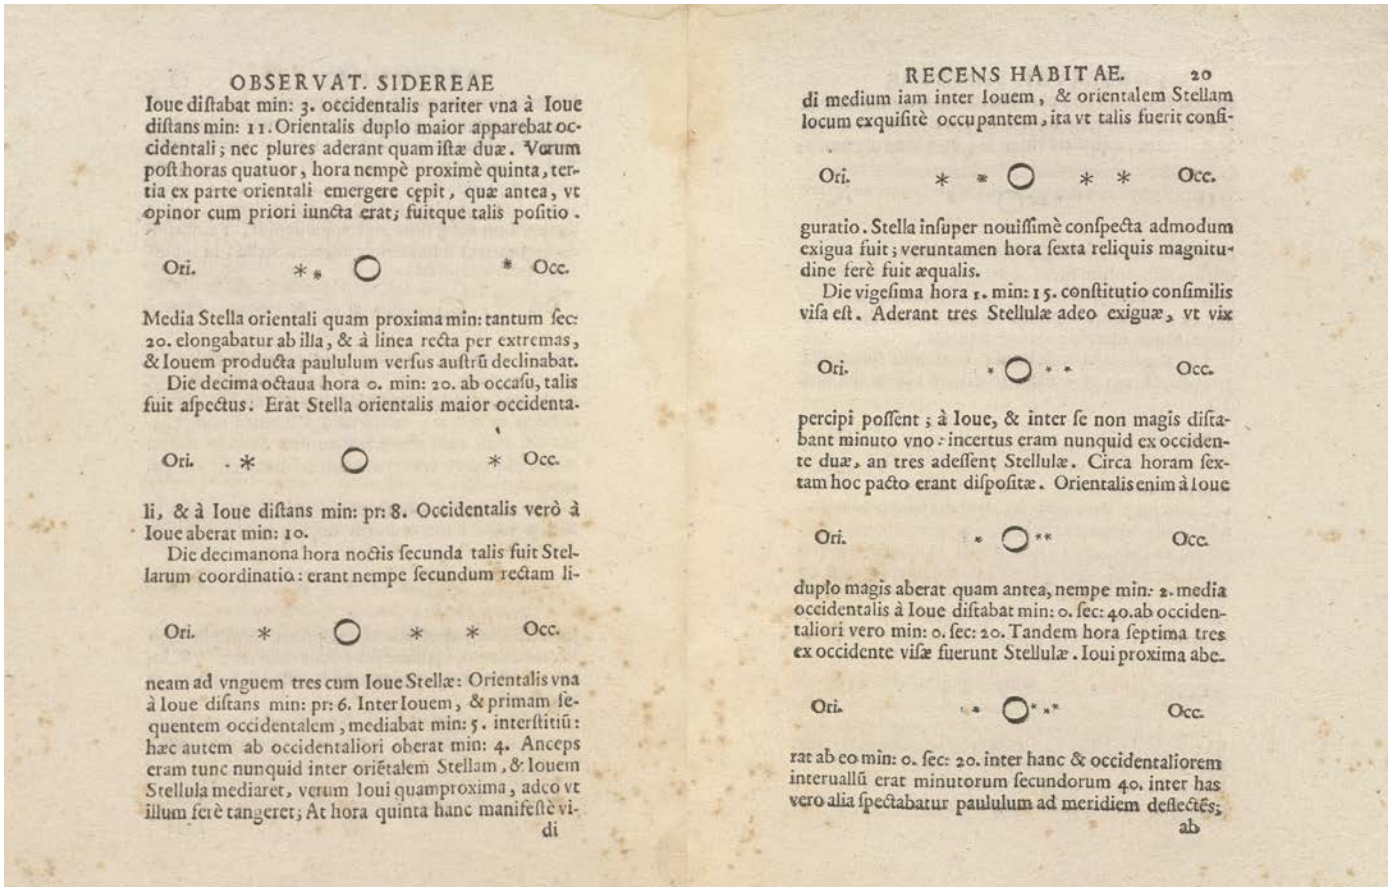 OBSERVAT. SIDEREAE
Ioue distabat min: 3. occidentalis pariter vna à Ioue
distans min: 11. Orientalis duplo maior apparebat oc-
cidentali; nec plures aderant quam istæ duæ. Verum
post horas quatuor, hora nempè proximè quinta, ter-
tia ex parte orientali emergere cępit, quæ antea, vt
opinor cum priori iuncta erat; fuitque talis positio.
Ori. ** O * Occ.
Media Stella orientali quam proxima min: tantum sec:
20. elongabatur ab illa, & à linea recta per extremas,
& Iouem producta paululum versus austrũ declinabat.
Die decimaoctaua hora 0. min: 20. ab occasu, talis
fuit aspectus. Erat Stella orientalis maior occidenta-
Ori. * O * Occ.
li, & à Ioue distans min: pr: 8. Occidentalis verò à
Ioue aberat min: 10.
Die decimanona hora noctis secunda talis fuit Stel-
larum coordinatio: erant nempe secundum rectam li-
Ori. * O * * Occ.
neam ad vnguem tres cum Ioue Stellæ: Orientalis vna
à Ioue distans min: pr: 6. Inter Iouem, & primam se-
quentem occidentalem, mediabat min: 5. interstitiũ:
hæc autem ab occidentaliori oberat min: 4. Anceps
eram tunc nunquid inter oriẽtalem Stellam, & Iouem
Stellula mediaret, verum Ioui quamproxima, adeo vt
illum ferè tangeret; At hora quinta hanc manifestè vi-
di
RECENS HABITAE. 20
di medium iam inter Iouem, & orientalem Stellam
locum exquisitè occupantem, ita vt talis fuerit confi-
Ori. * * O * * Occ.
guratio. Stella insuper nouissimè conspecta admodum
exigua fuit; veruntamen hora sexta reliquis magnitu-
dine ferè fuit æqualis.
Die vigesima hora 1. min: 15. constitutio consimilis
visa est. Aderant tres Stellulæ adeo exiguæ, vt vix
Ori. * O * * Occ.
percipi possent; à Ioue, & inter se non magis dista-
bant minuto vno: incertus eram nunquid ex occiden-
te duæ, an tres adessent Stellulæ. Circa horam sex-
tam hoc pacto erant dispositæ. Orientalis enim à Ioue
Ori. * O ** Occ.
duplo magis aberat quam antea, nempe min: 2. media
occidentalis à Ioue distabat min: 0. sec: 40. ab occiden-
taliori vero min: 0. sec: 20. Tandem hora septima tres
ex occidente visæ fuerunt Stellulæ. Ioui proxima abe-
Ori. * O *** Occ.
rat ab eo min: 0. sec: 20. inter hanc & occidentaliorem
interuallũ erat minutorum secundorum 40. inter has
vero alia spectabatur paululum ad meridiem deflectẽs;
ab